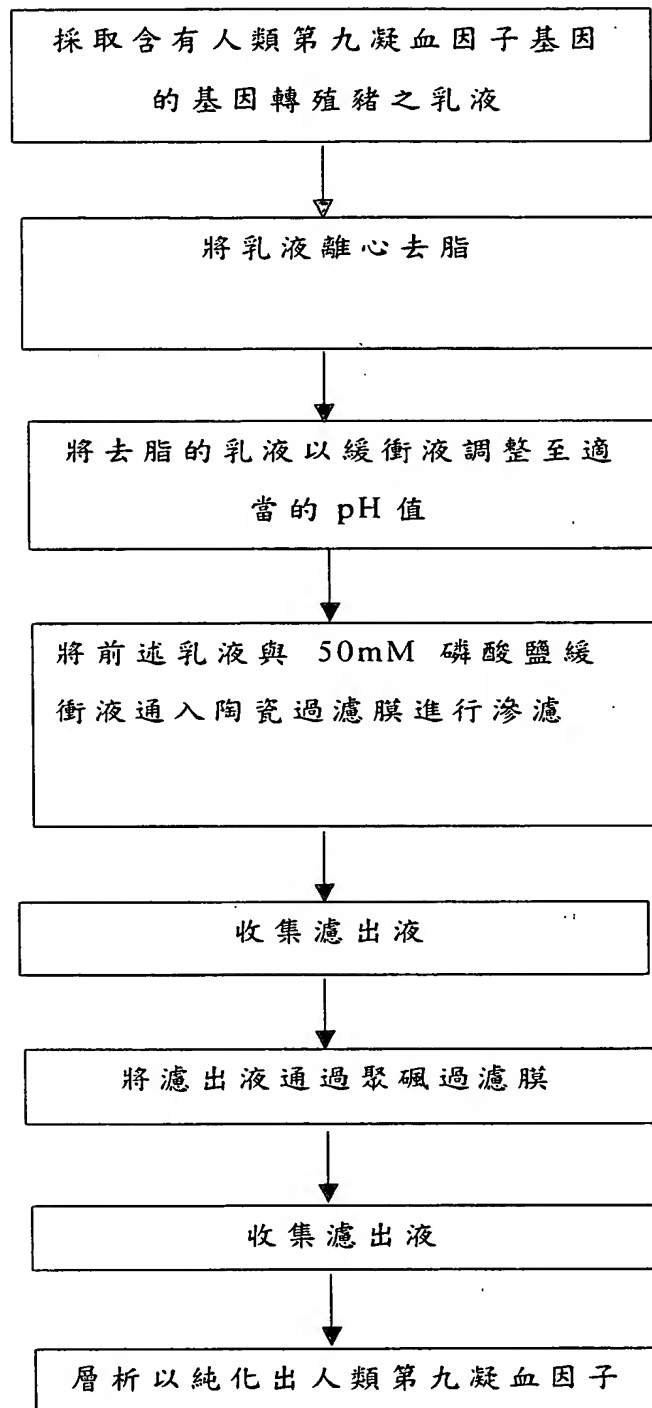 採取含有人類第九凝血因子基因
的基因轉殖豬之乳液
將乳液離心去脂
將去脂的乳液以緩衝液調整至適
當的 pH 值
將前述乳液與 50mM 磷酸鹽緩
衝液通入陶瓷過濾膜進行滲濾
收集濾出液
將濾出液通過聚碸過濾膜
收集濾出液
層析以純化出人類第九凝血因子